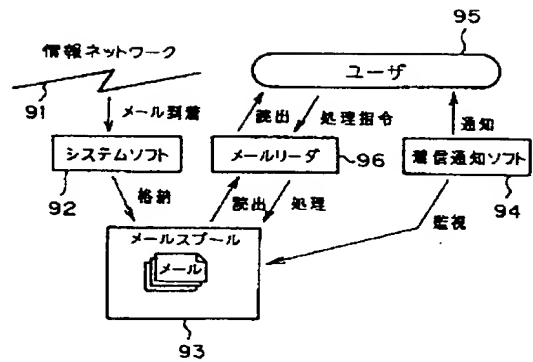 95
情報ネットワーク
ユーザ
91
メール到着
読出
処理指令
通知
システムソフト
メールリーダ
96
着信通知ソフト
92
94
格納
読出
処理
監視
メールスプール
メール
93